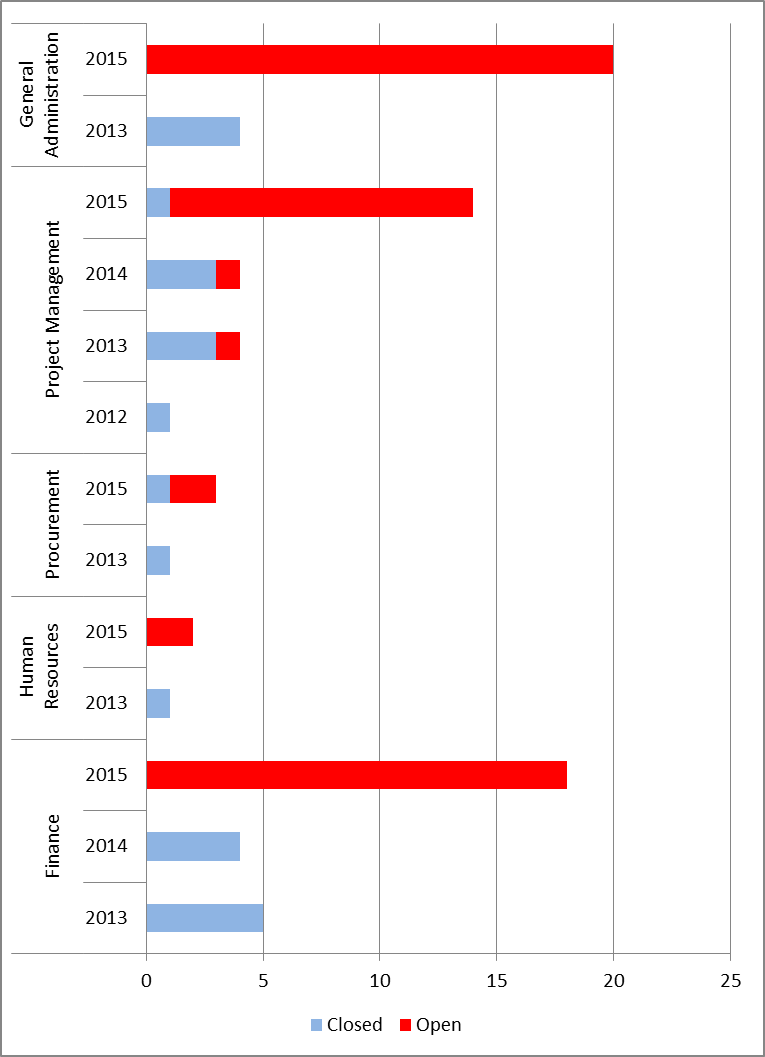 General
Administration
2015
2013
Project Management
2015
2014
2013
2012
Procurement
2015
2013
Human
Resources
2015
2013
Finance
2015
2014
2013
0 5 10 15 20 25
Closed Open